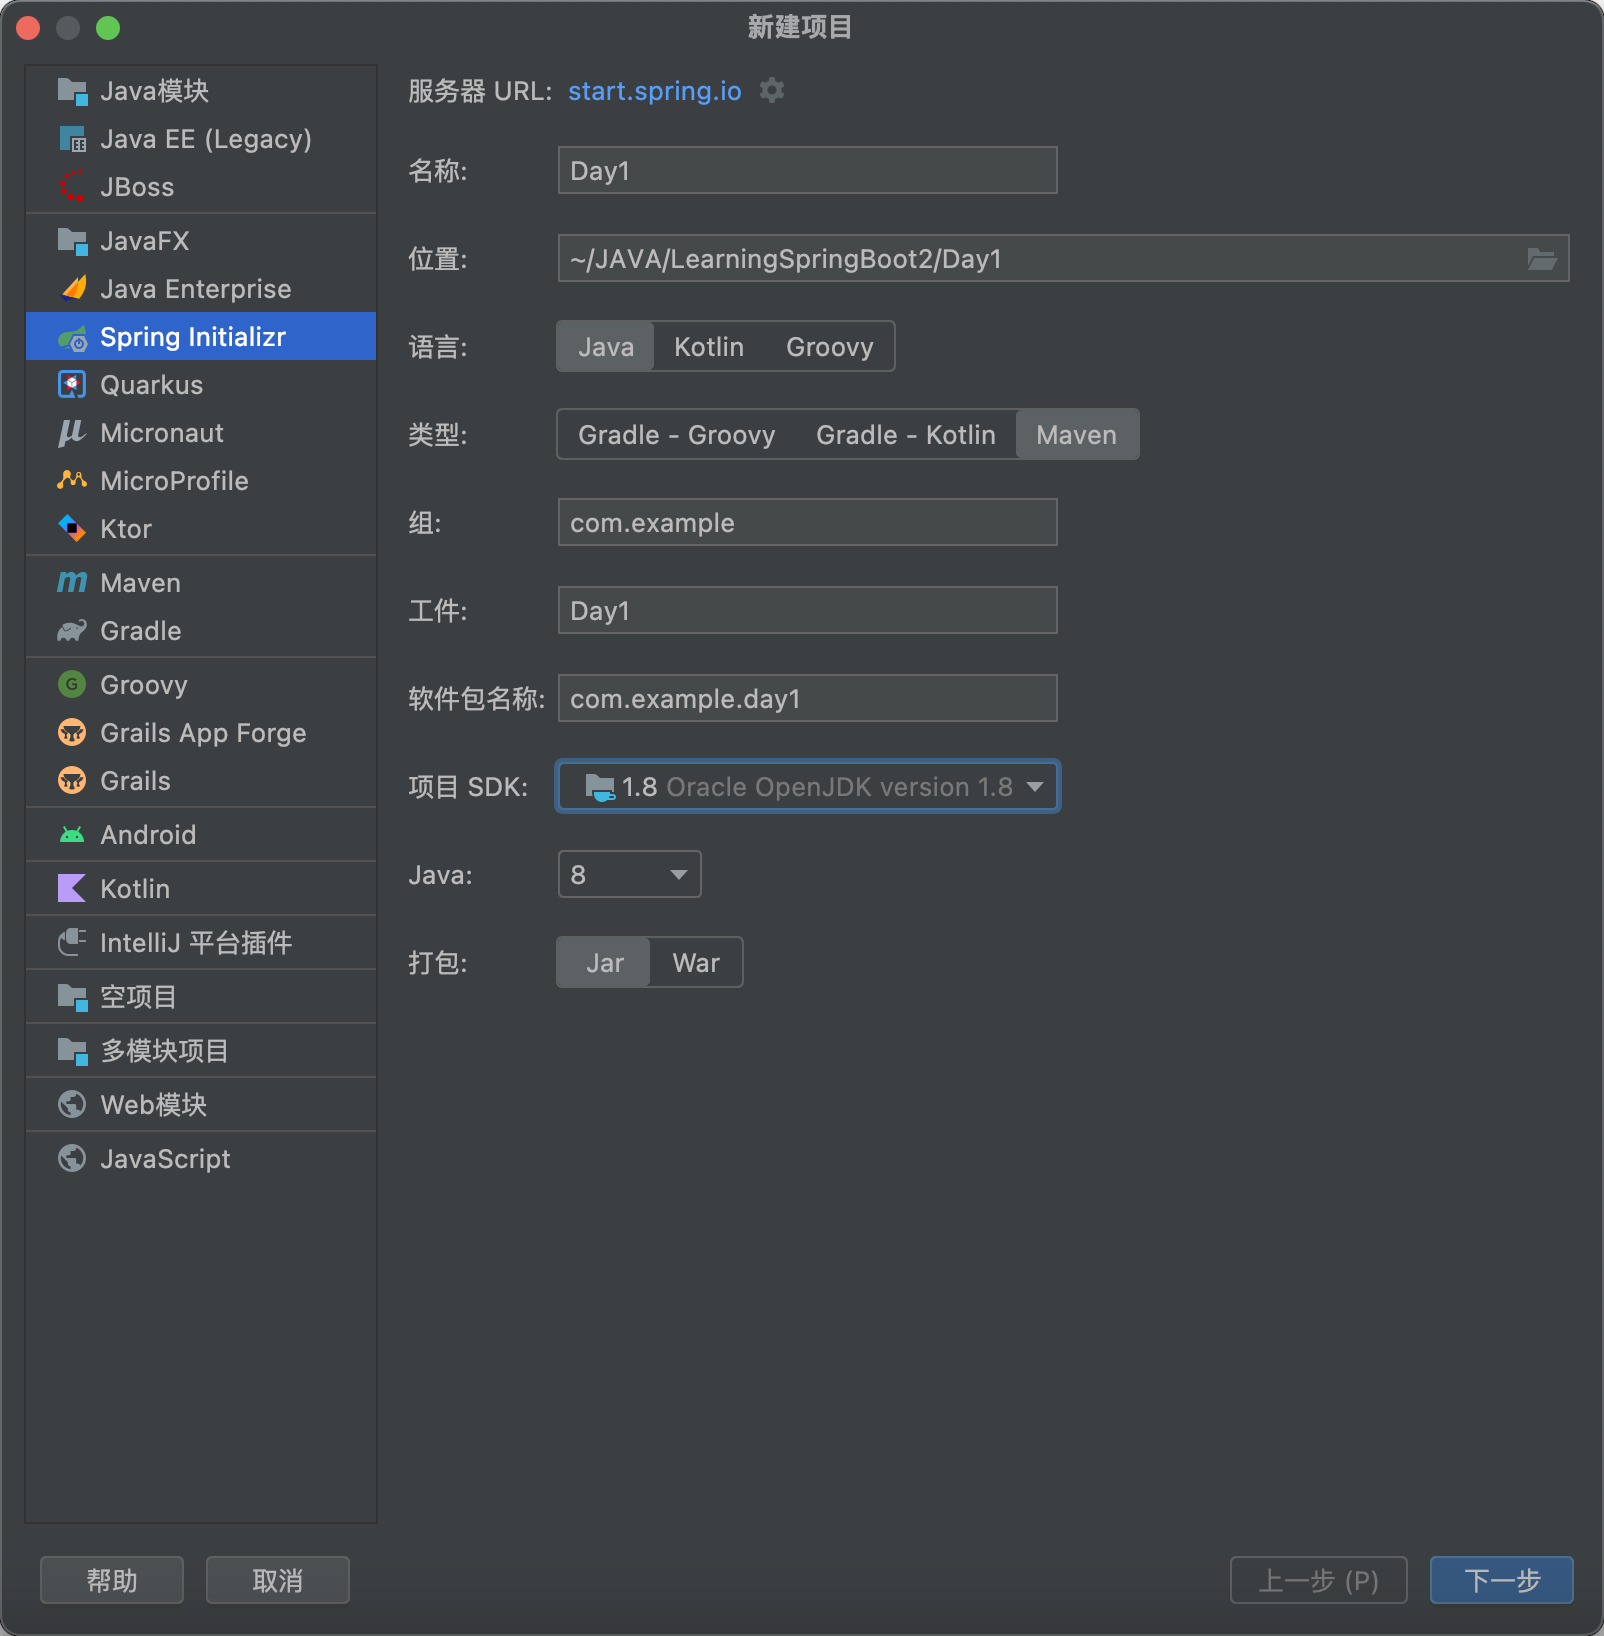 新建项目
Java模块
Java EE (Legacy)
JBoss
JavaFX
Java Enterprise
Spring Initializr
Quarkus
Micronaut
MicroProfile
Ktor
Maven
Gradle
Groovy
Grails App Forge
Grails
Android
Kotlin
IntelliJ 平台插件
空项目
多模块项目
Web模块
JavaScript
服务器 URL: start.spring.io
名称: Day1
位置: ~/JAVA/LearningSpringBoot2/Day1
语言: Java Kotlin Groovy
类型: Gradle - Groovy Gradle - Kotlin Maven
组: com.example
工件: Day1
软件包名称: com.example.day1
项目 SDK: 1.8 Oracle OpenJDK version 1.8
Java: 8
打包: Jar War
帮助 取消 上一步 (P) 下一步